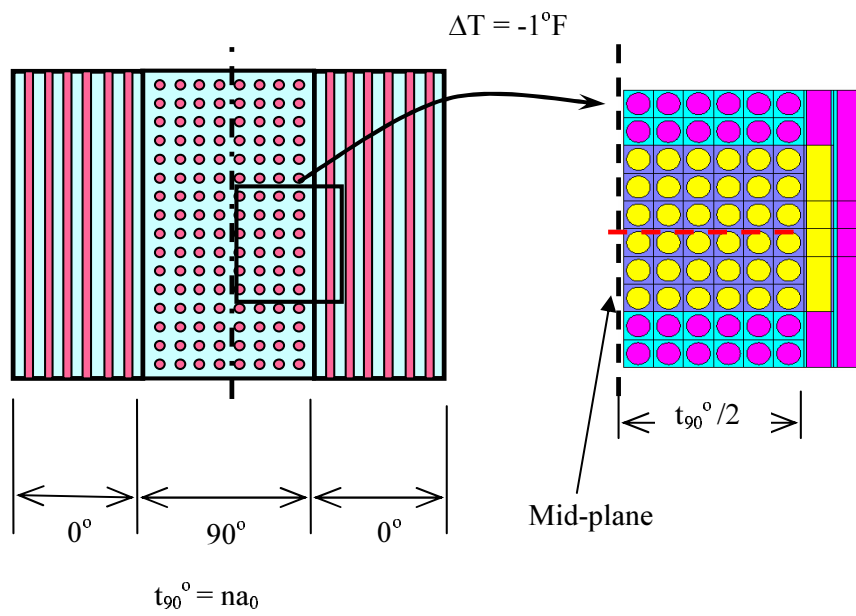 ΔT = -1°F
t90° /2
Mid-plane
0°
90°
0°
t90° = na0